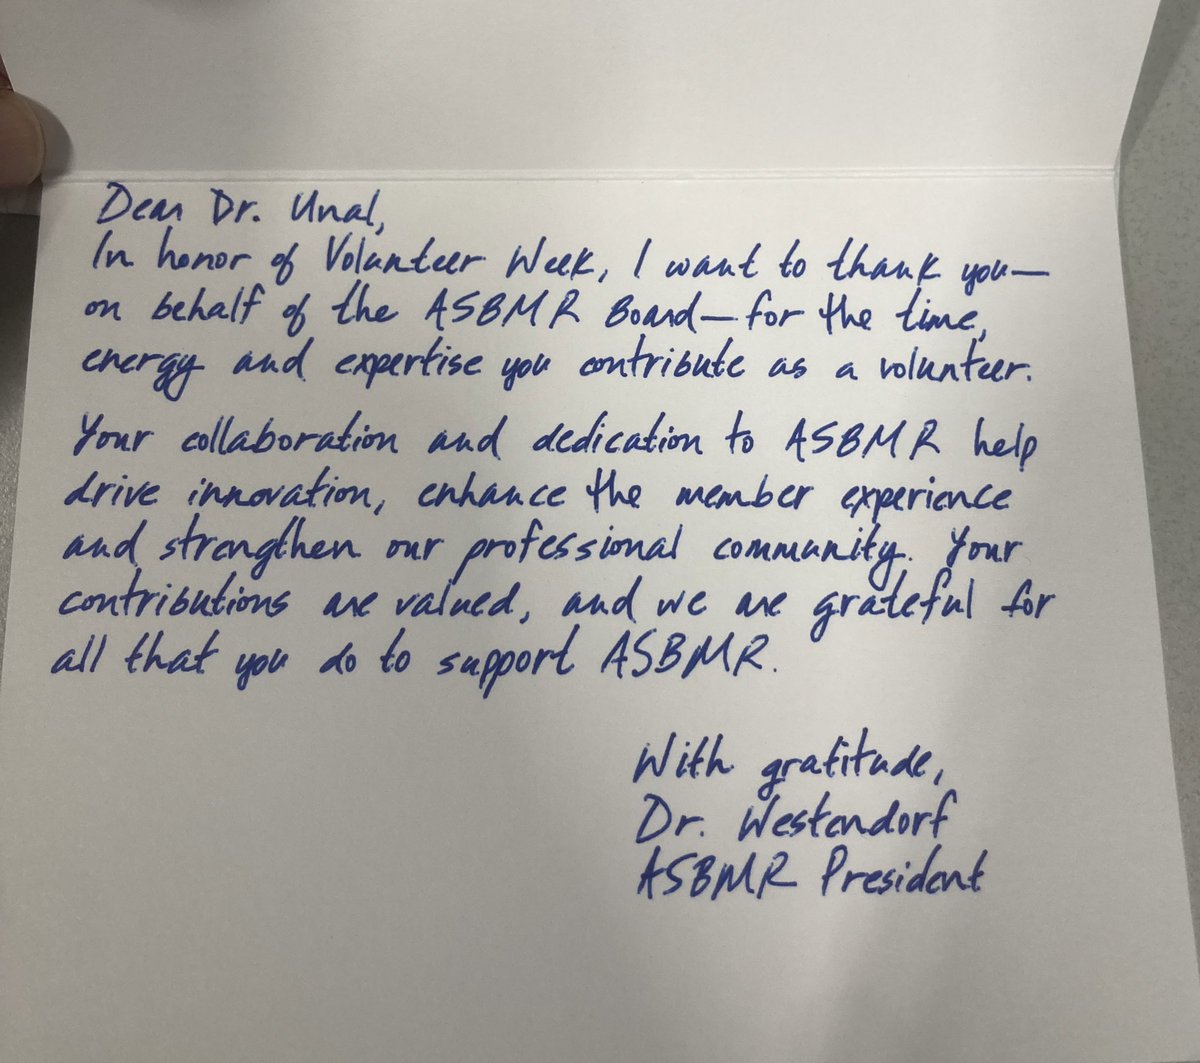 Dear Dr. Unal,
In honor of Volunteer Week, I want to thank you—
on behalf of the ASBMR Board—for the time,
energy and expertise you contribute as a volunteer.
Your collaboration and dedication to ASBMR help
drive innovation, enhance the member experience
and strengthen our professional community. Your
contributions are valued, and we are grateful for
all that you do to support ASBMR.
With gratitude,
Dr. Westendorf
ASBMR President